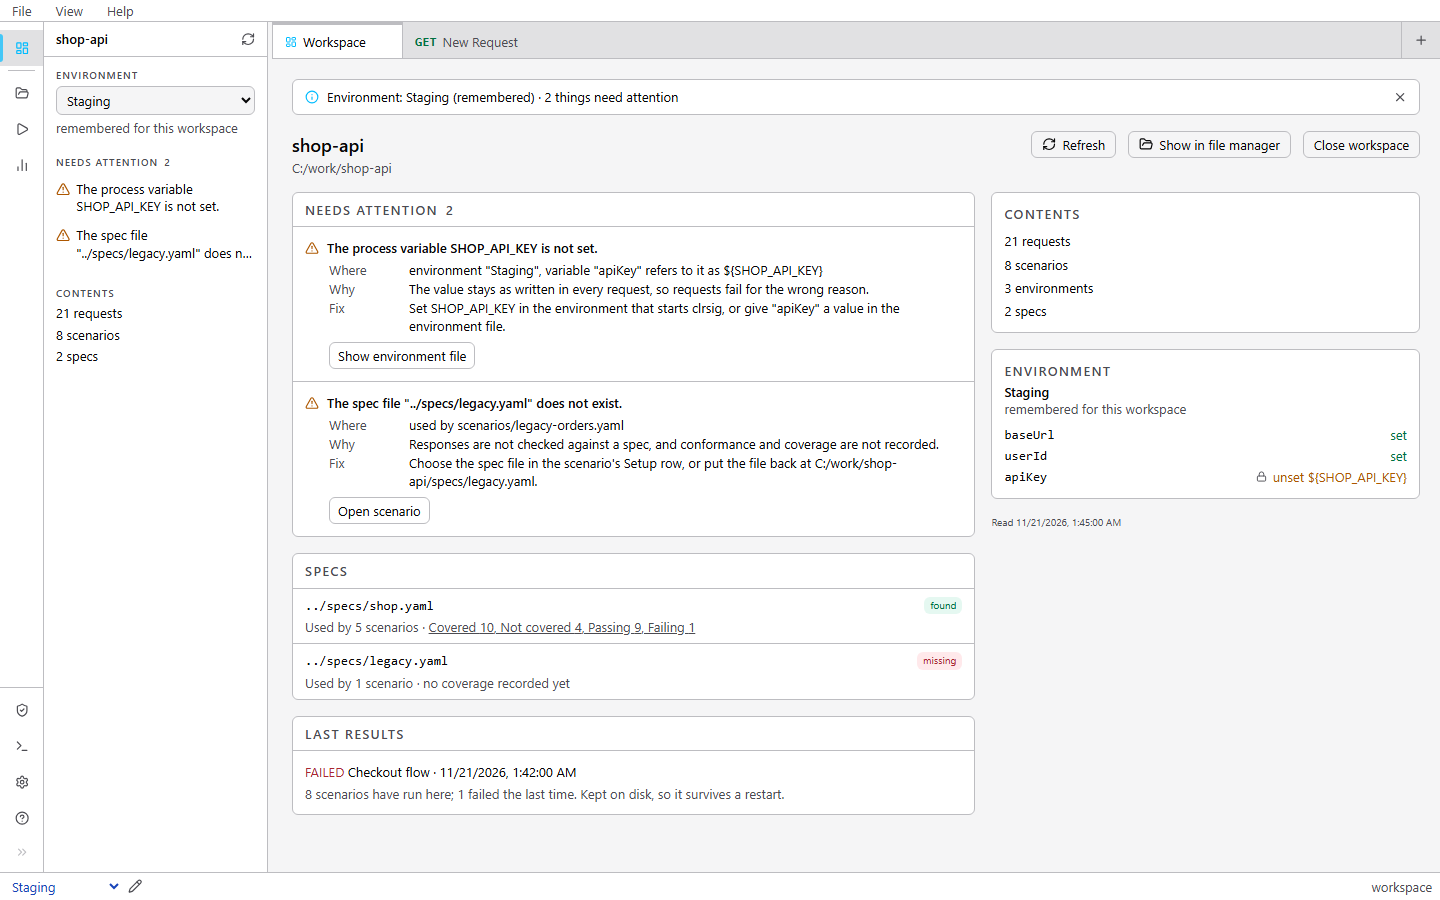 File View Help
shop-api
Workspace
GET New Request
ENVIRONMENT
Staging
remembered for this workspace
NEEDS ATTENTION 2
The process variable
SHOP_API_KEY is not set.
The spec file
"../specs/legacy.yaml" does n...
CONTENTS
21 requests
8 scenarios
2 specs
Environment: Staging (remembered) · 2 things need attention
shop-api
C:/work/shop-api
Refresh
Show in file manager
Close workspace
NEEDS ATTENTION 2
The process variable SHOP_API_KEY is not set.
Where environment "Staging", variable "apiKey" refers to it as ${SHOP_API_KEY}
Why The value stays as written in every request, so requests fail for the wrong reason.
Fix Set SHOP_API_KEY in the environment that starts clrsig, or give "apiKey" a value in the
environment file.
Show environment file
The spec file "../specs/legacy.yaml" does not exist.
Where used by scenarios/legacy-orders.yaml
Why Responses are not checked against a spec, and conformance and coverage are not recorded.
Fix Choose the spec file in the scenario's Setup row, or put the file back at C:/work/shop-
api/specs/legacy.yaml.
Open scenario
SPECS
../specs/shop.yaml found
Used by 5 scenarios · Covered 10, Not covered 4, Passing 9, Failing 1
../specs/legacy.yaml missing
Used by 1 scenario · no coverage recorded yet
LAST RESULTS
FAILED Checkout flow · 11/21/2026, 1:42:00 AM
8 scenarios have run here; 1 failed the last time. Kept on disk, so it survives a restart.
CONTENTS
21 requests
8 scenarios
3 environments
2 specs
ENVIRONMENT
Staging
remembered for this workspace
baseUrl set
userId set
apiKey unset ${SHOP_API_KEY}
Read 11/21/2026, 1:45:00 AM
Staging
workspace